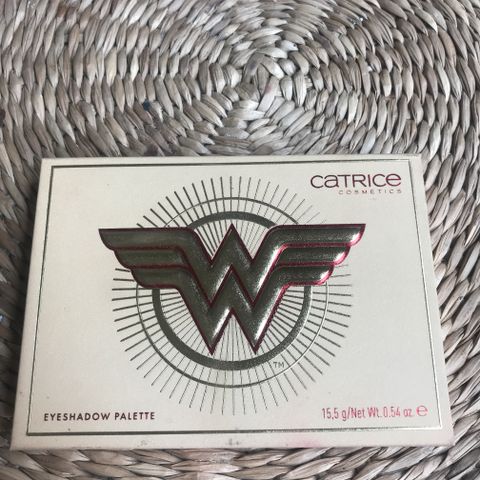 CATRICE
COSMETICS
W
TM
EYESHADOW PALETTE
15,5 g/Net Wt. 0.54 oz. ℮